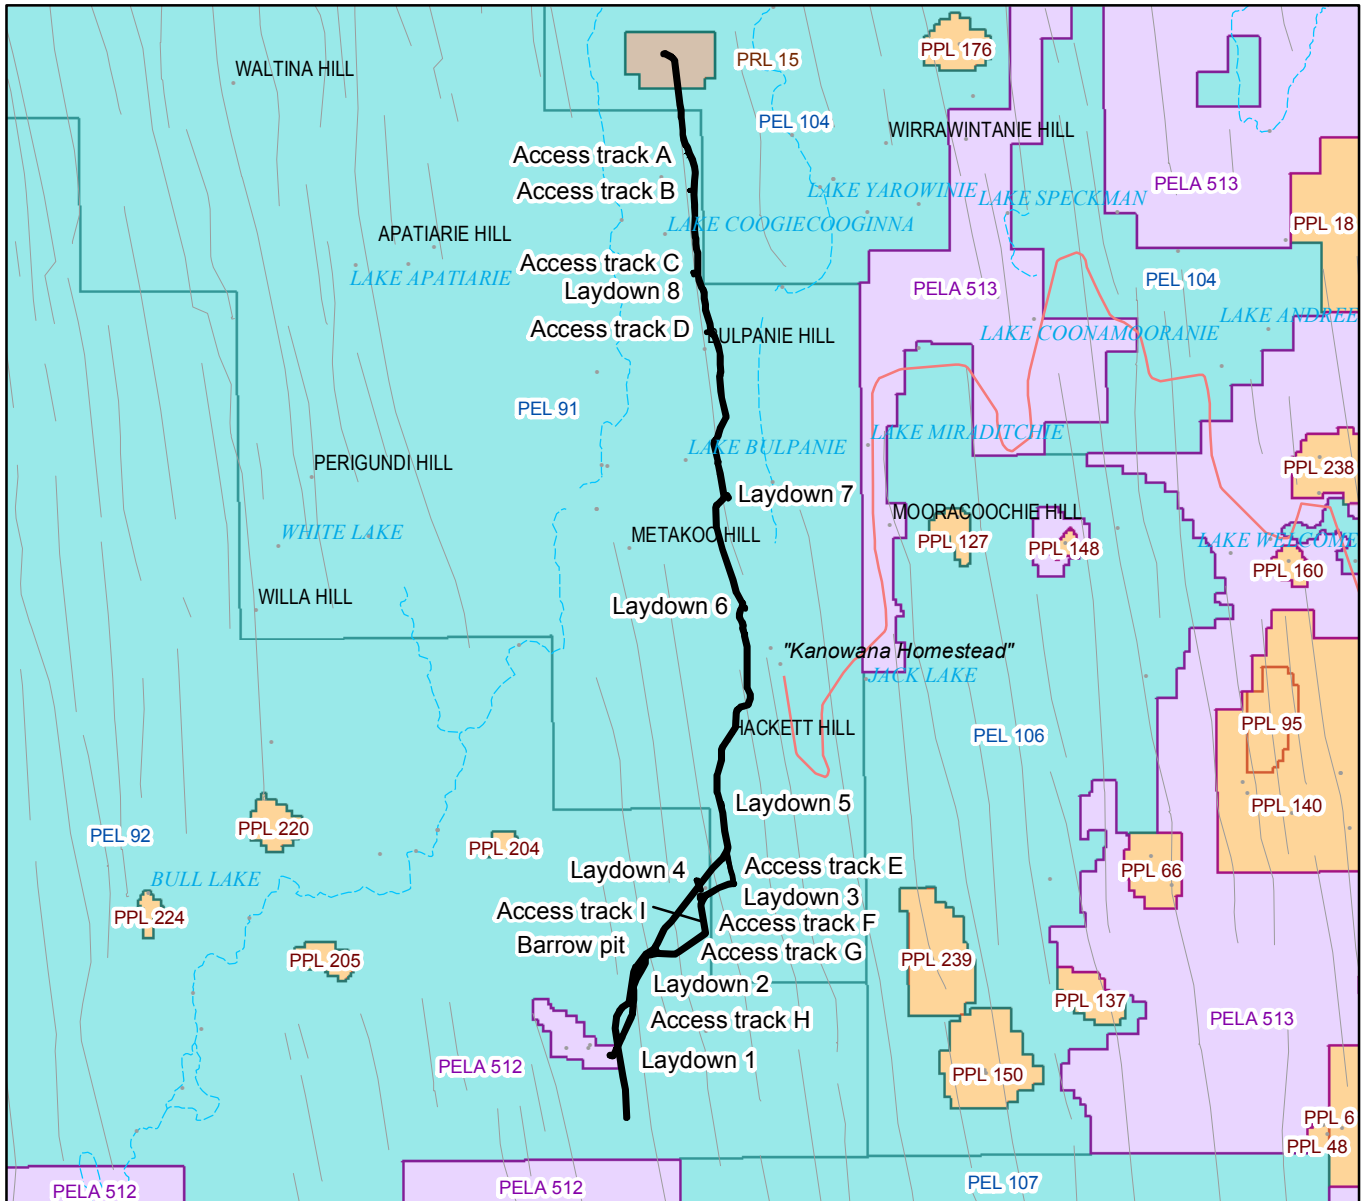 PPL 176
PRL 15
WALTINA HILL
PEL 104
WIRRAWINTANIE HILL
Access track A
PELA 513
Access track B
LAKE YAROWINIE
LAKE SPECKMAN
LAKE COOGIECOOGINNA
PPL 18
APATIARIE HILL
Access track C
LAKE APATIARIE
PEL 104
Laydown 8
PELA 513
LAKE ANDREE
Access track D
BULPANIE HILL
LAKE COONAMOORANIE
PEL 91
LAKE MIRADITCHIE
LAKE BULPANIE
PERIGUNDI HILL
PPL 238
Laydown 7
MOORACOOCHIE HILL
WHITE LAKE
METAKOO HILL
PPL 127
PPL 148
LAKE WELCOME
PPL 160
WILLA HILL
Laydown 6
"Kanowana Homestead"
JACK LAKE
HACKETT HILL
PEL 106
PPL 95
Laydown 5
PPL 140
PPL 220
PEL 92
PPL 204
Laydown 4
Access track E
PPL 66
BULL LAKE
Laydown 3
Access track I
PPL 224
Access track F
Barrow pit
Access track G
PPL 205
PPL 239
Laydown 2
PPL 137
Access track H
PELA 513
Laydown 1
PELA 512
PPL 150
PPL 6
PPL 48
PELA 512
PELA 512
PEL 107